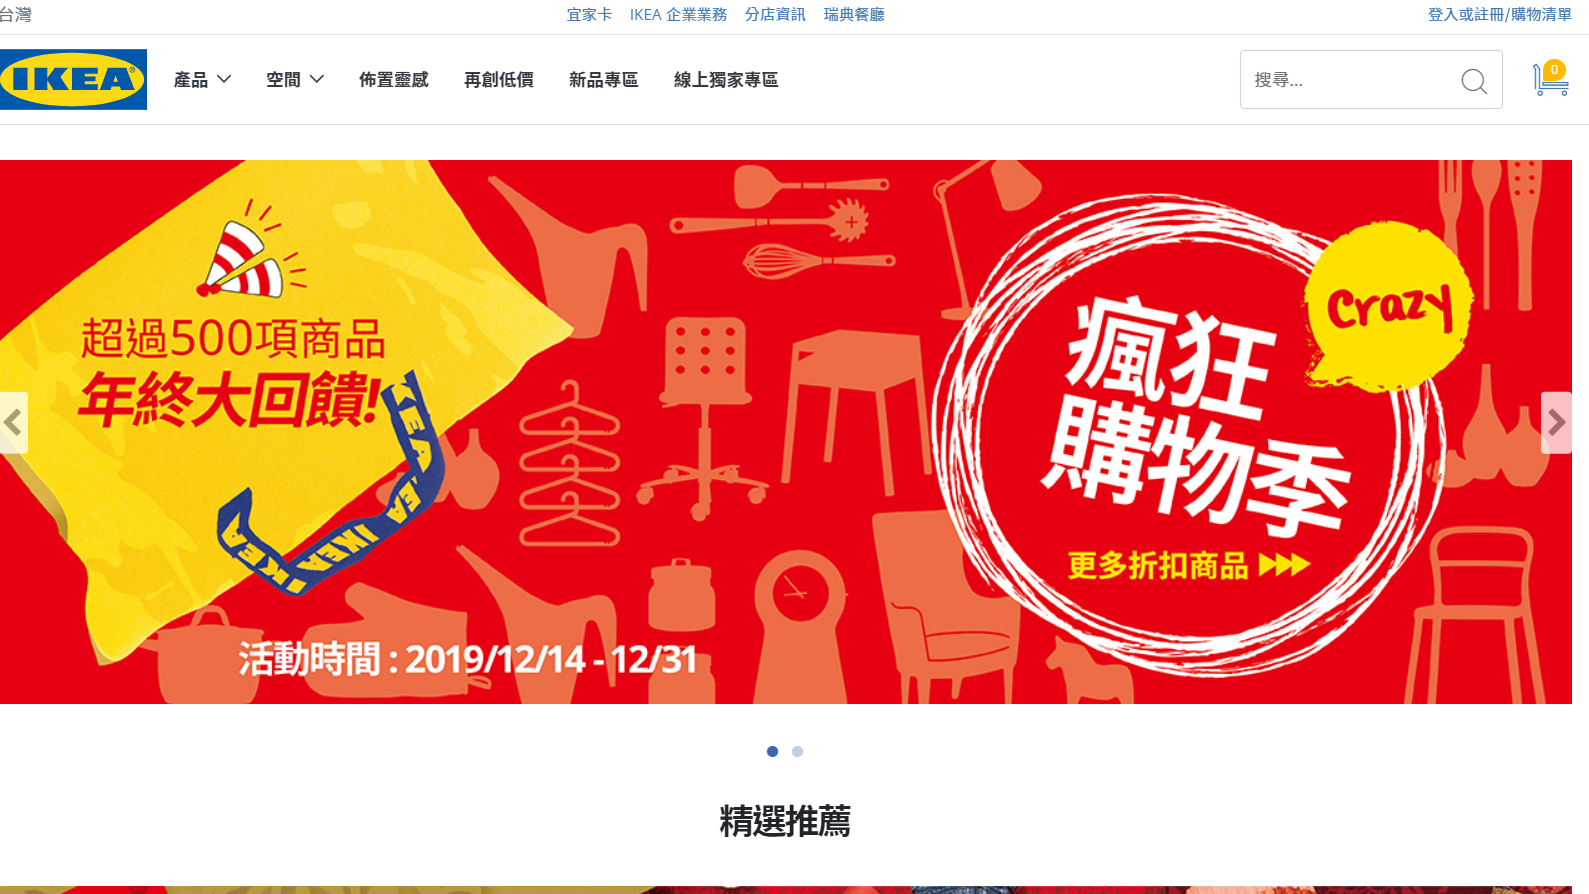 台灣
宜家卡 IKEA 企業業務 分店資訊 瑞典餐廳
登入或註冊/購物清單
IKEA®
產品 空間 佈置靈感 再創低價 新品專區 線上獨家專區
搜尋...
0
超過500項商品
年終大回饋!
IKEA IKEA IKEA IKEA
活動時間 : 2019/12/14 - 12/31
Crazy
瘋狂
購物季
更多折扣商品
精選推薦